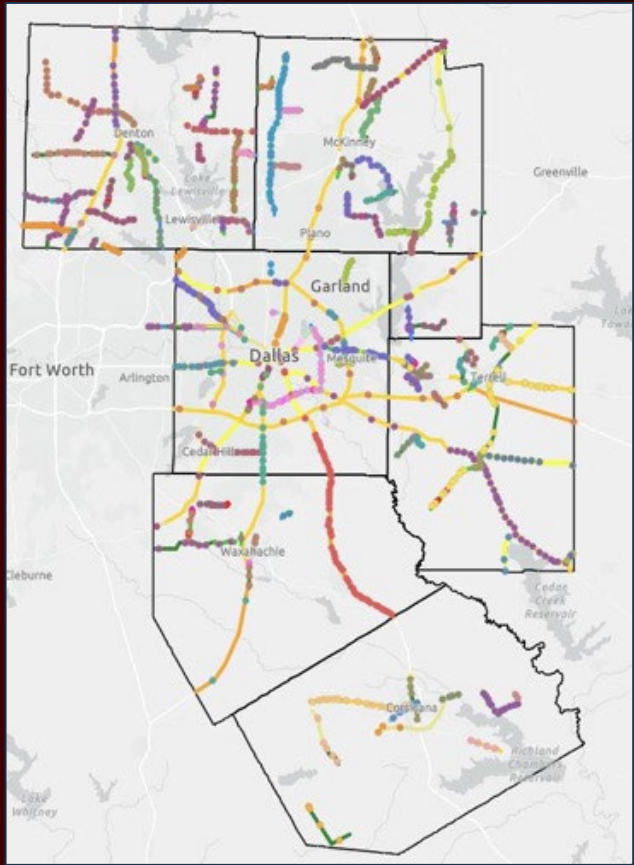 Denton
McKinney
Greenville
Lake
Lewisville
Lewisville
Plano
Garland
Dallas
Mesquite
Fort Worth
Arlington
Terrell
Cedar Hill
Waxahachie
Cleburne
Cedar
Creek
Reservoir
Corsicana
Richland
Chambers
Reservoir
Lake
Whitney